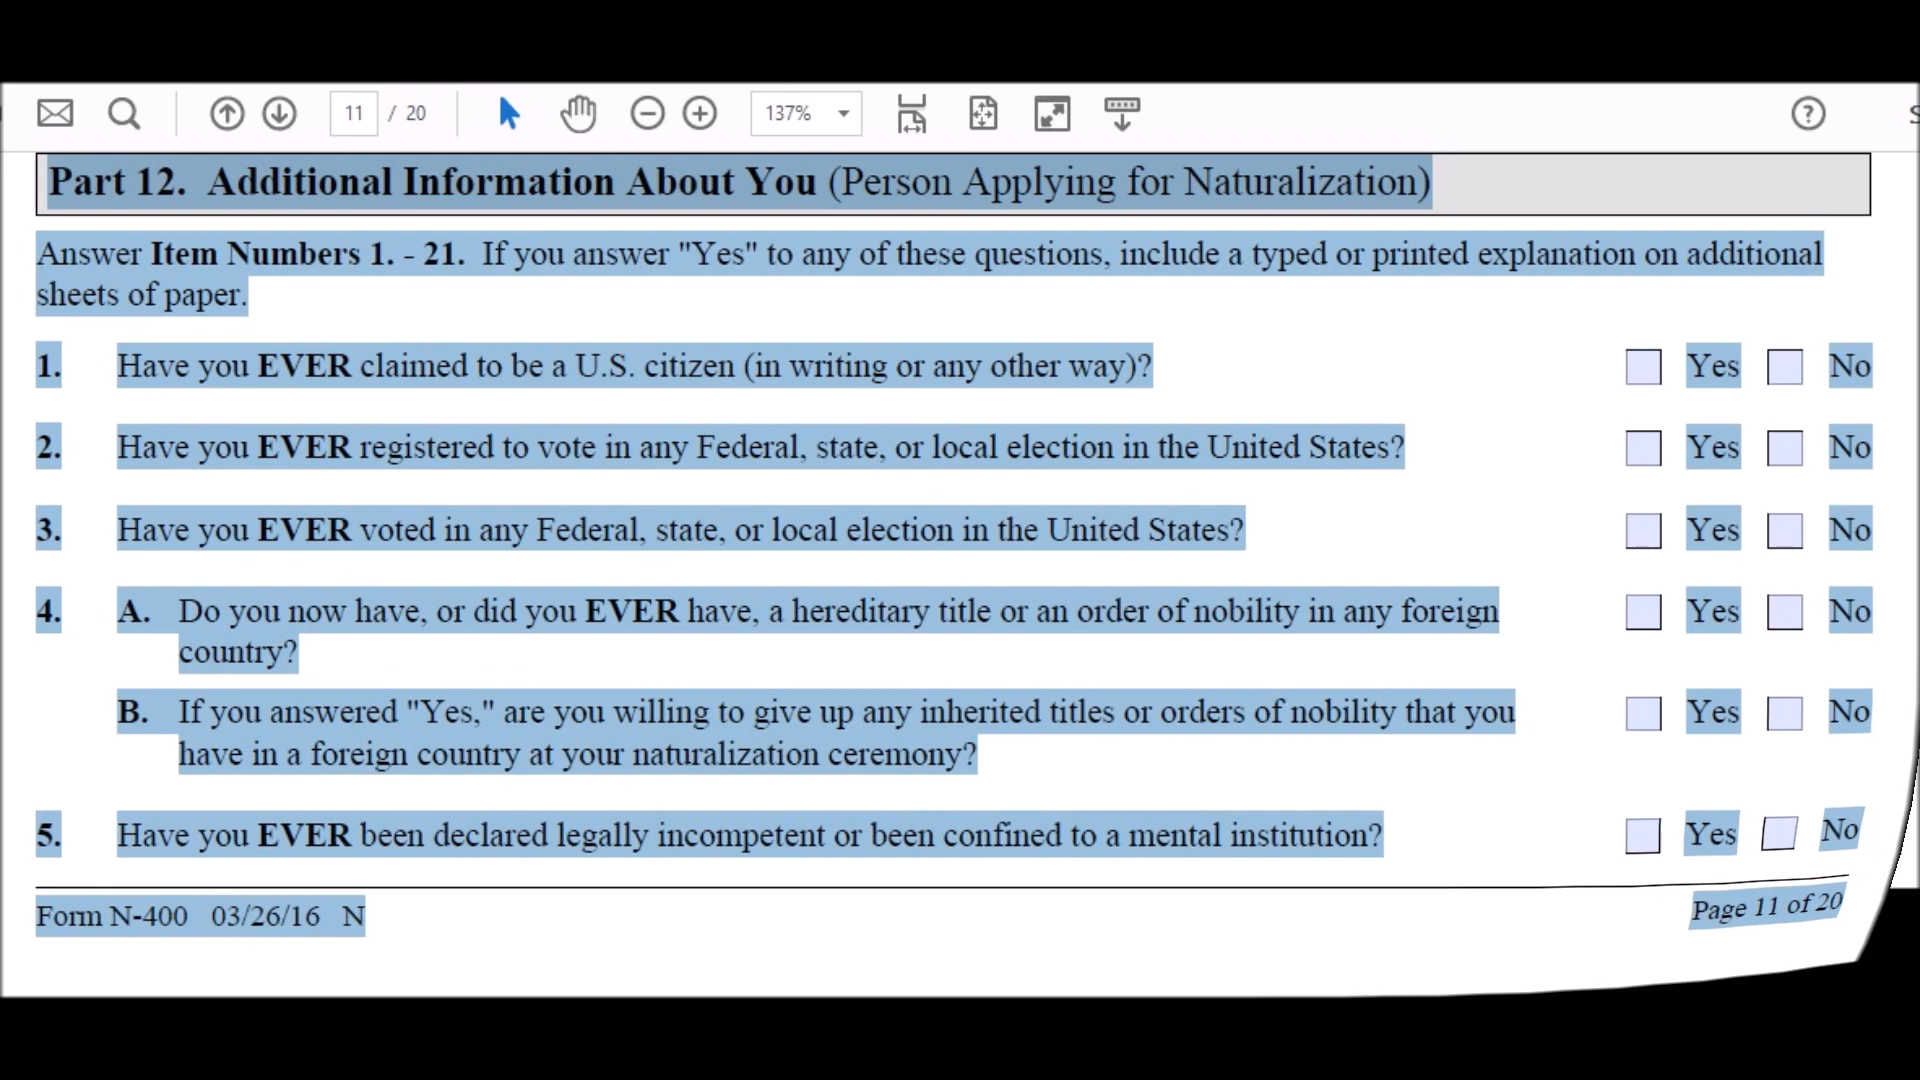 11 / 20 137%
Part 12. Additional Information About You (Person Applying for Naturalization)
Answer Item Numbers 1. - 21. If you answer "Yes" to any of these questions, include a typed or printed explanation on additional
sheets of paper.
1. Have you EVER claimed to be a U.S. citizen (in writing or any other way)? Yes No
2. Have you EVER registered to vote in any Federal, state, or local election in the United States? Yes No
3. Have you EVER voted in any Federal, state, or local election in the United States? Yes No
4. A. Do you now have, or did you EVER have, a hereditary title or an order of nobility in any foreign Yes No
country?
B. If you answered "Yes," are you willing to give up any inherited titles or orders of nobility that you Yes No
have in a foreign country at your naturalization ceremony?
5. Have you EVER been declared legally incompetent or been confined to a mental institution? Yes No
Form N-400 03/26/16 N Page 11 of 20